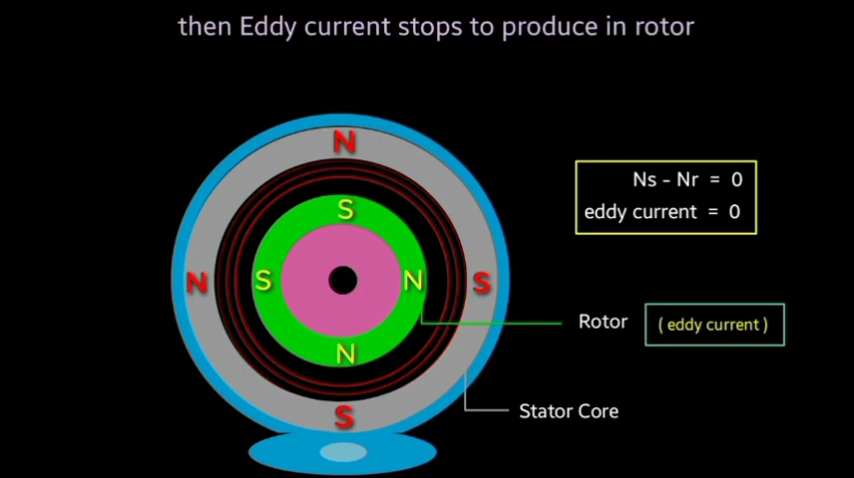 then Eddy current stops to produce in rotor
N
Ns - Nr = 0
S
eddy current = 0
N
S
N
S
Rotor
( eddy current )
N
Stator Core
S